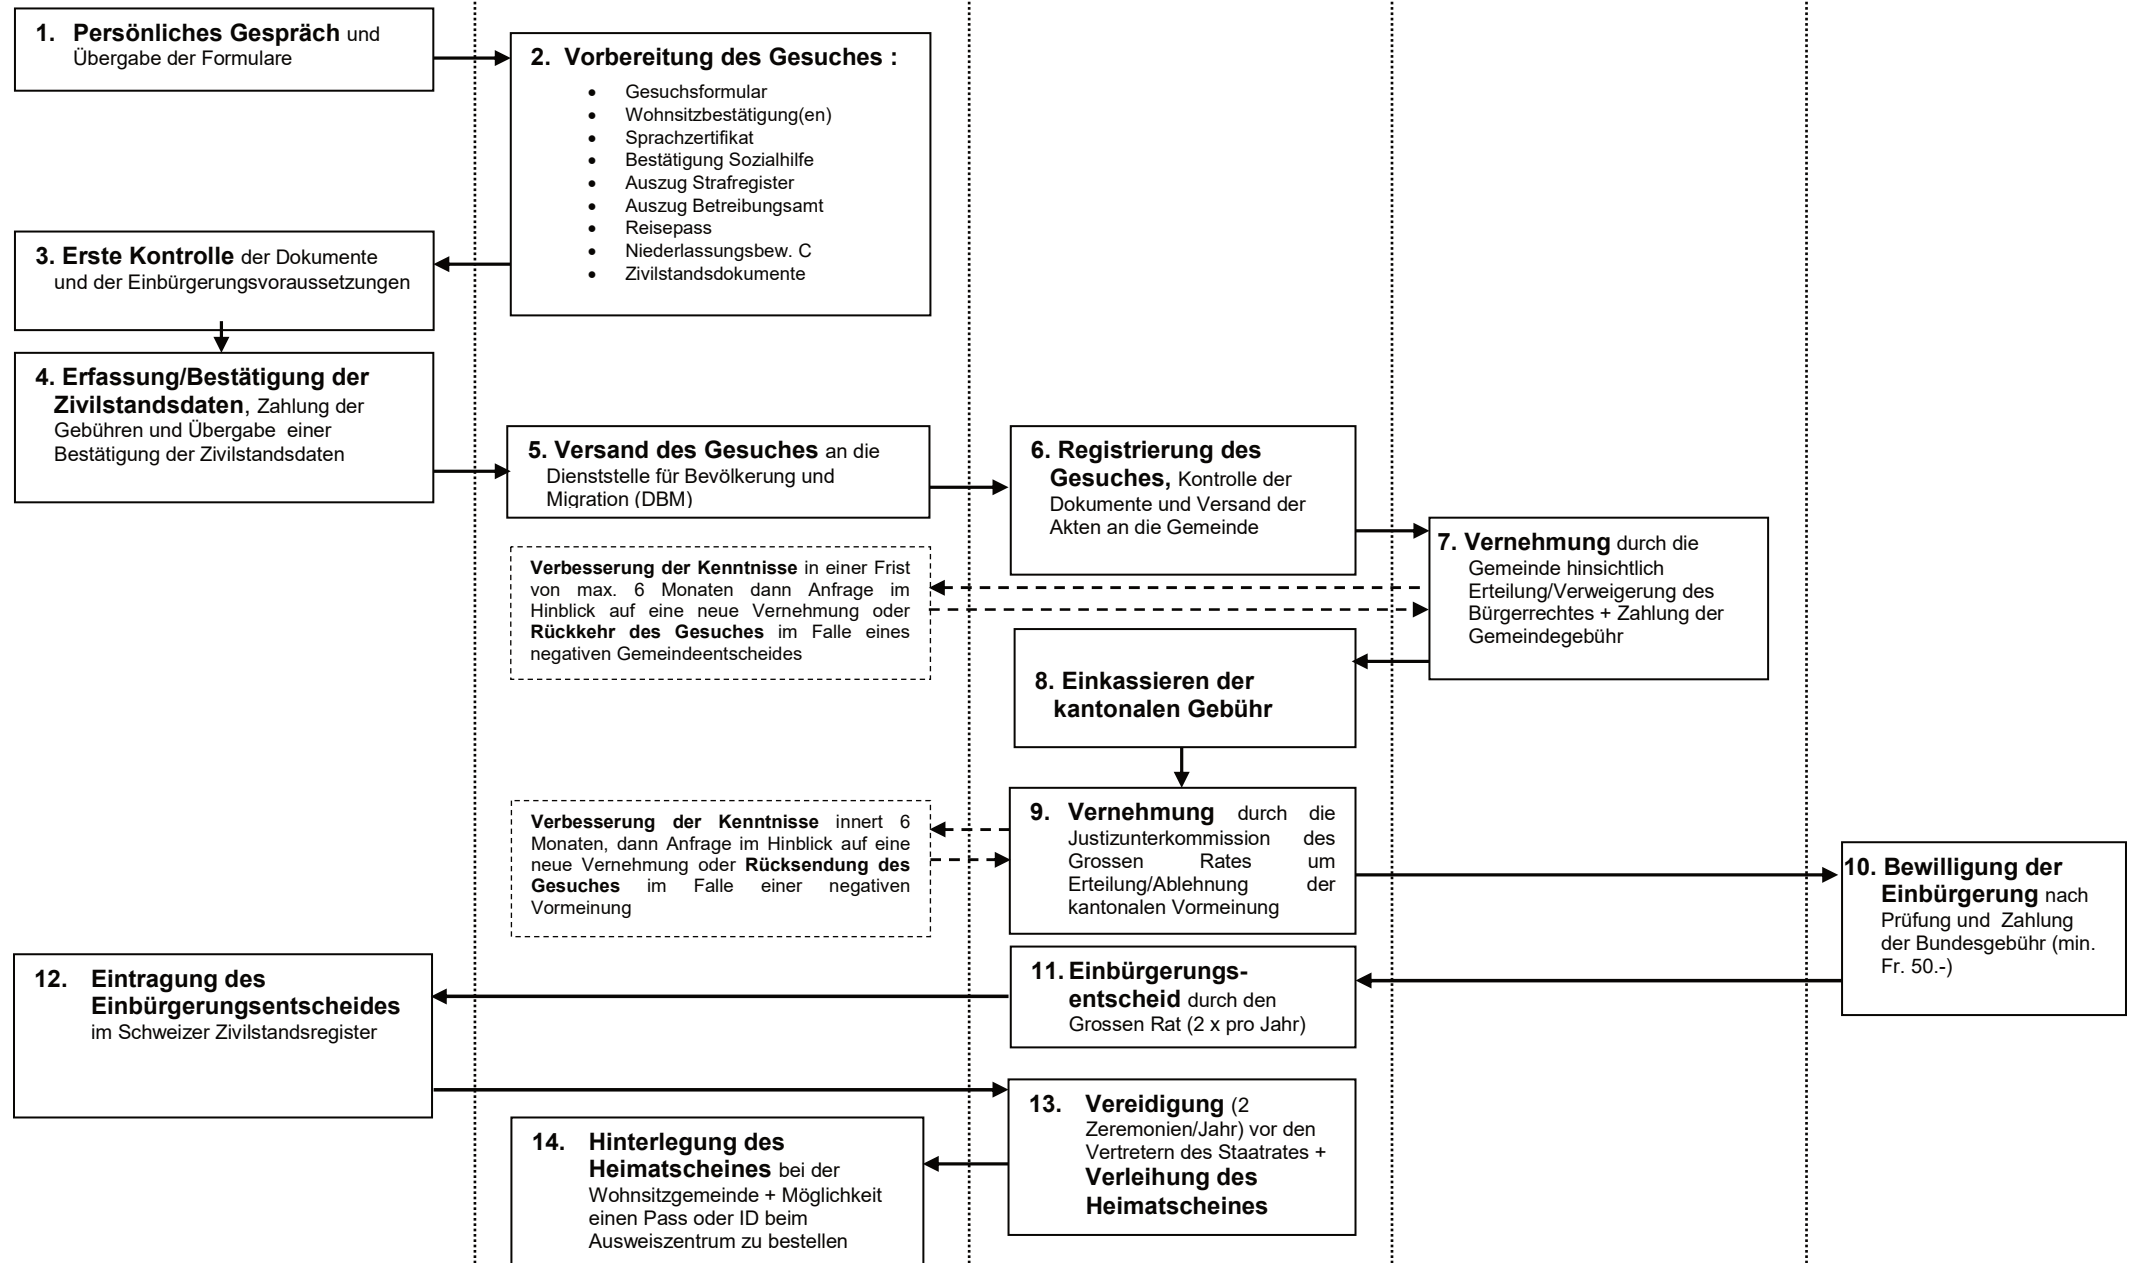 1. Persönliches Gespräch und
Übergabe der Formulare
2. Vorbereitung des Gesuches :
• Gesuchsformular
• Wohnsitzbestätigung(en)
• Sprachzertifikat
• Bestätigung Sozialhilfe
• Auszug Strafregister
• Auszug Betreibungsamt
• Reisepass
• Niederlassungsbew. C
• Zivilstandsdokumente
3. Erste Kontrolle der Dokumente
und der Einbürgerungsvoraussetzungen
4. Erfassung/Bestätigung der
Zivilstandsdaten, Zahlung der
Gebühren und Übergabe einer
Bestätigung der Zivilstandsdaten
5. Versand des Gesuches an die
Dienststelle für Bevölkerung und
Migration (DBM)
6. Registrierung des
Gesuches, Kontrolle der
Dokumente und Versand der
Akten an die Gemeinde
7. Vernehmung durch die
Gemeinde hinsichtlich
Erteilung/Verweigerung des
Bürgerrechtes + Zahlung der
Gemeindegebühr
Verbesserung der Kenntnisse in einer Frist
von max. 6 Monaten dann Anfrage im
Hinblick auf eine neue Vernehmung oder
Rückkehr des Gesuches im Falle eines
negativen Gemeindeentscheides
8. Einkassieren der
kantonalen Gebühr
9. Vernehmung durch die
Justizunterkommission des
Grossen Rates um
Erteilung/Ablehnung der
kantonalen Vormeinung
Verbesserung der Kenntnisse innert 6
Monaten, dann Anfrage im Hinblick auf eine
neue Vernehmung oder Rücksendung des
Gesuches im Falle einer negativen
Vormeinung
10. Bewilligung der
Einbürgerung nach
Prüfung und Zahlung
der Bundesgebühr (min.
Fr. 50.-)
11. Einbürgerungs-
entscheid durch den
Grossen Rat (2 x pro Jahr)
12. Eintragung des
Einbürgerungsentscheides
im Schweizer Zivilstandsregister
13. Vereidigung (2
Zeremonien/Jahr) vor den
Vertretern des Staatrates +
Verleihung des
Heimatscheines
14. Hinterlegung des
Heimatscheines bei der
Wohnsitzgemeinde + Möglichkeit
einen Pass oder ID beim
Ausweiszentrum zu bestellen